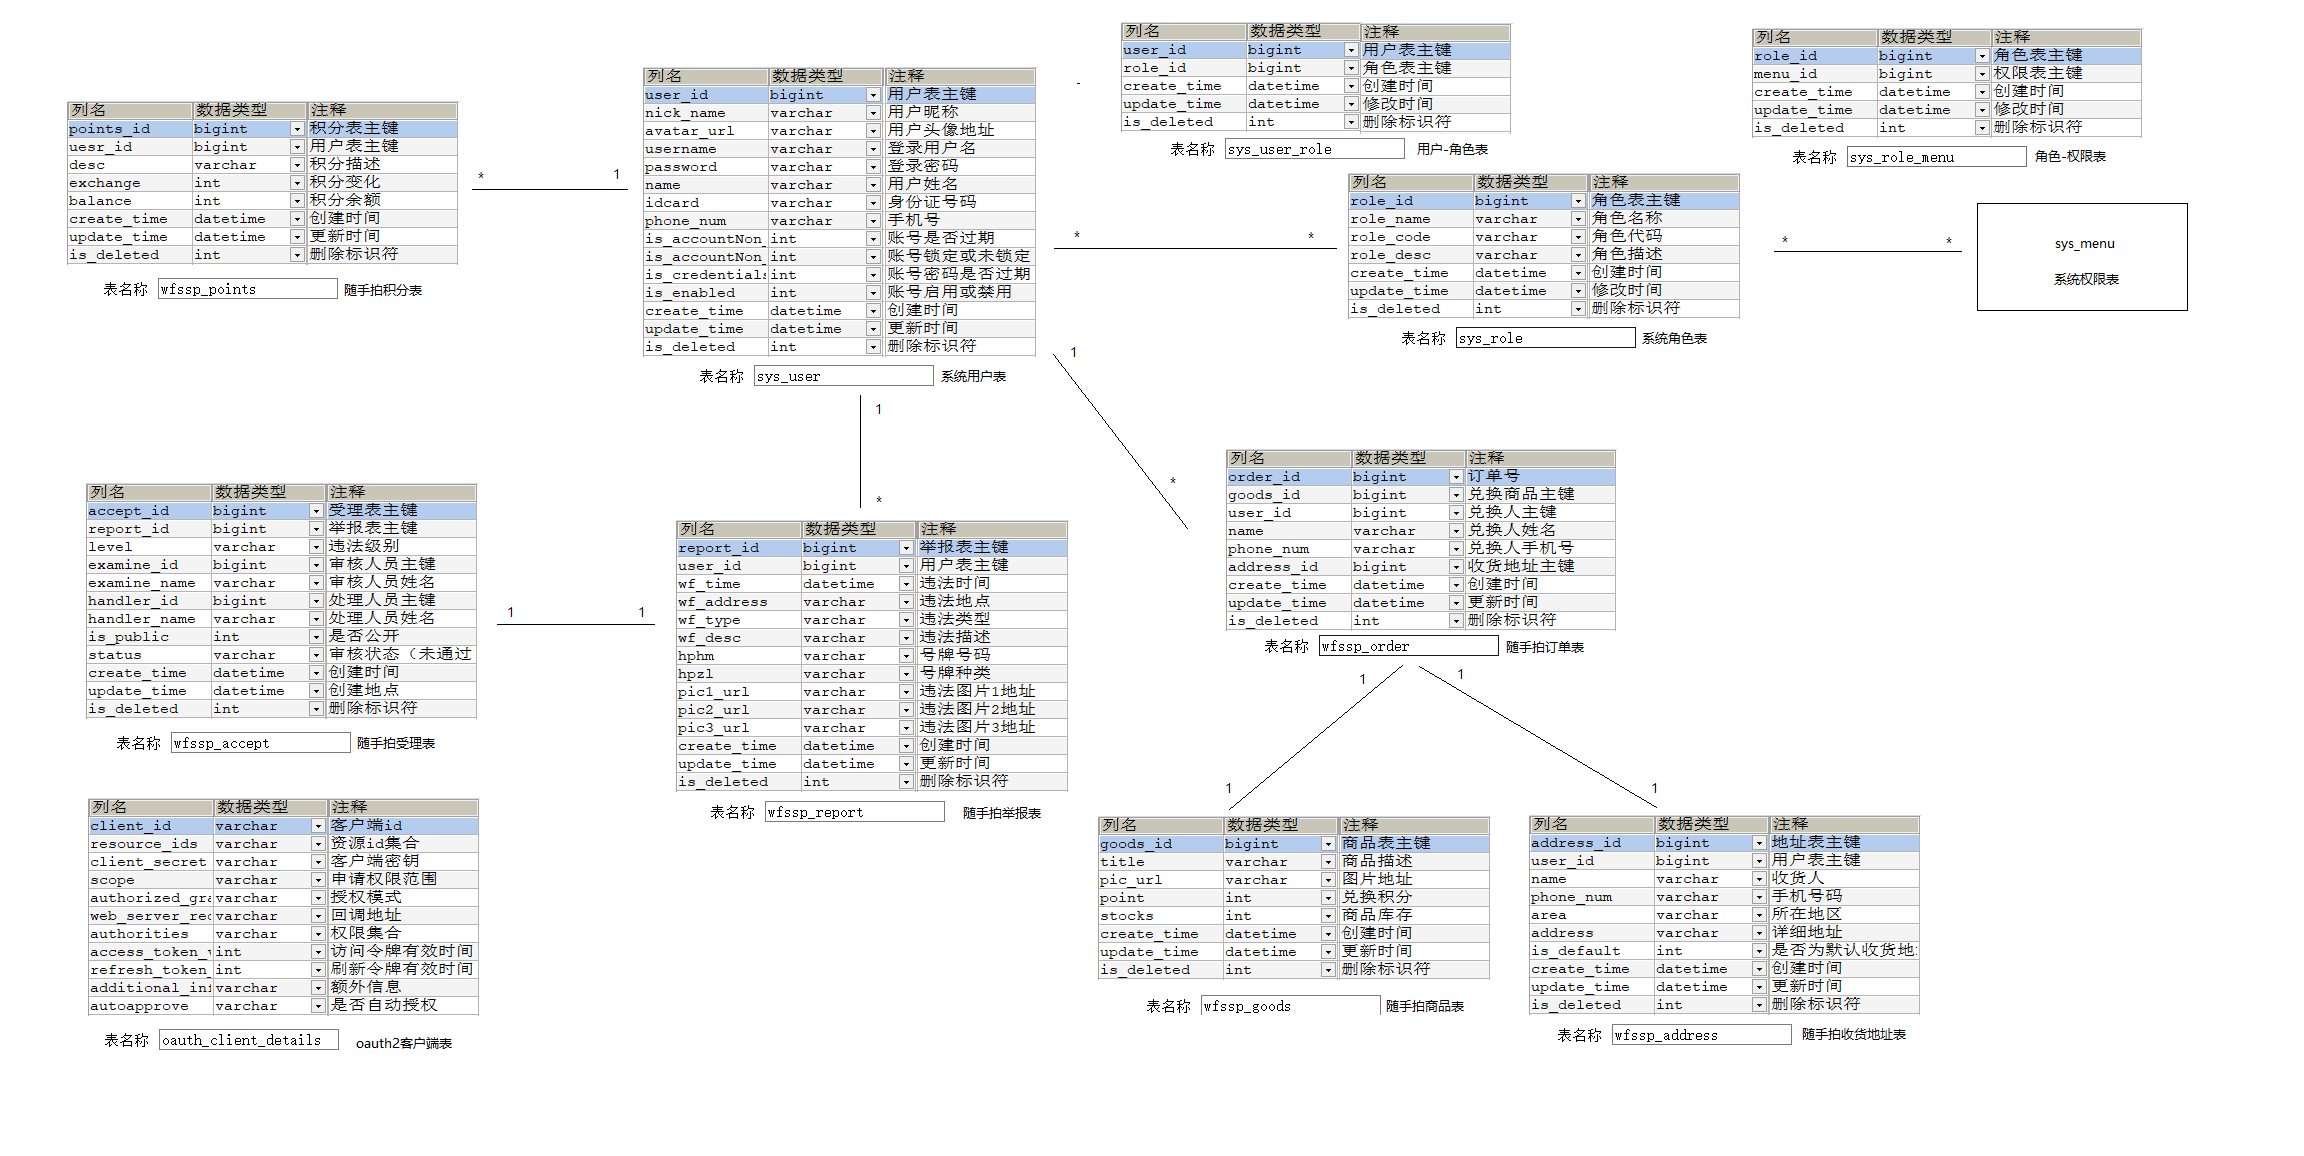 列名 数据类型 注释
points_id bigint 积分表主键
uesr_id bigint 用户表主键
desc varchar 积分描述
exchange int 积分变化
balance int 积分余额
create_time datetime 创建时间
update_time datetime 更新时间
is_deleted int 删除标识符
表名称 wfssp_points 随手拍积分表
* 1
列名 数据类型 注释
user_id bigint 用户表主键
nick_name varchar 用户昵称
avatar_url varchar 用户头像地址
username varchar 登录用户名
password varchar 登录密码
name varchar 用户姓名
idcard varchar 身份证号码
phone_num varchar 手机号
is_accountNon_ int 账号是否过期
is_accountNon_ int 账号锁定或未锁定
is_credentials int 账号密码是否过期
is_enabled int 账号启用或禁用
create_time datetime 创建时间
update_time datetime 更新时间
is_deleted int 删除标识符
表名称 sys_user 系统用户表
-
列名 数据类型 注释
user_id bigint 用户表主键
role_id bigint 角色表主键
create_time datetime 创建时间
update_time datetime 修改时间
is_deleted int 删除标识符
表名称 sys_user_role 用户-角色表
列名 数据类型 注释
role_id bigint 角色表主键
menu_id bigint 权限表主键
create_time datetime 创建时间
update_time datetime 修改时间
is_deleted int 删除标识符
表名称 sys_role_menu 角色-权限表
* *
列名 数据类型 注释
role_id bigint 角色表主键
role_name varchar 角色名称
role_code varchar 角色代码
role_desc varchar 角色描述
create_time datetime 创建时间
update_time datetime 修改时间
is_deleted int 删除标识符
表名称 sys_role 系统角色表
* *
sys_menu
系统权限表
1
*
1
*
列名 数据类型 注释
accept_id bigint 受理表主键
report_id bigint 举报表主键
level varchar 违法级别
examine_id bigint 审核人员主键
examine_name varchar 审核人员姓名
handler_id bigint 处理人员主键
handler_name varchar 处理人员姓名
is_public int 是否公开
status varchar 审核状态（未通过
create_time datetime 创建时间
update_time datetime 创建地点
is_deleted int 删除标识符
表名称 wfssp_accept 随手拍受理表
1 1
列名 数据类型 注释
report_id bigint 举报表主键
user_id bigint 用户表主键
wf_time datetime 违法时间
wf_address varchar 违法地点
wf_type varchar 违法类型
wf_desc varchar 违法描述
hphm varchar 号牌号码
hpzl varchar 号牌种类
pic1_url varchar 违法图片1地址
pic2_url varchar 违法图片2地址
pic3_url varchar 违法图片3地址
create_time datetime 创建时间
update_time datetime 更新时间
is_deleted int 删除标识符
表名称 wfssp_report 随手拍举报表
列名 数据类型 注释
order_id bigint 订单号
goods_id bigint 兑换商品主键
user_id bigint 兑换人主键
name varchar 兑换人姓名
phone_num varchar 兑换人手机号
address_id bigint 收货地址主键
create_time datetime 创建时间
update_time datetime 更新时间
is_deleted int 删除标识符
表名称 wfssp_order 随手拍订单表
1 1
1 1
列名 数据类型 注释
client_id varchar 客户端id
resource_ids varchar 资源id集合
client_secret varchar 客户端密钥
scope varchar 申请权限范围
authorized_gra varchar 授权模式
web_server_red varchar 回调地址
authorities varchar 权限集合
access_token_v int 访问令牌有效时间
refresh_token_ int 刷新令牌有效时间
additional_inf varchar 额外信息
autoapprove varchar 是否自动授权
表名称 oauth_client_details oauth2客户端表
列名 数据类型 注释
goods_id bigint 商品表主键
title varchar 商品描述
pic_url varchar 图片地址
point int 兑换积分
stocks int 商品库存
create_time datetime 创建时间
update_time datetime 更新时间
is_deleted int 删除标识符
表名称 wfssp_goods 随手拍商品表
列名 数据类型 注释
address_id bigint 地址表主键
user_id bigint 用户表主键
name varchar 收货人
phone_num varchar 手机号码
area varchar 所在地区
address varchar 详细地址
is_default int 是否为默认收货地
create_time datetime 创建时间
update_time datetime 更新时间
is_deleted int 删除标识符
表名称 wfssp_address 随手拍收货地址表